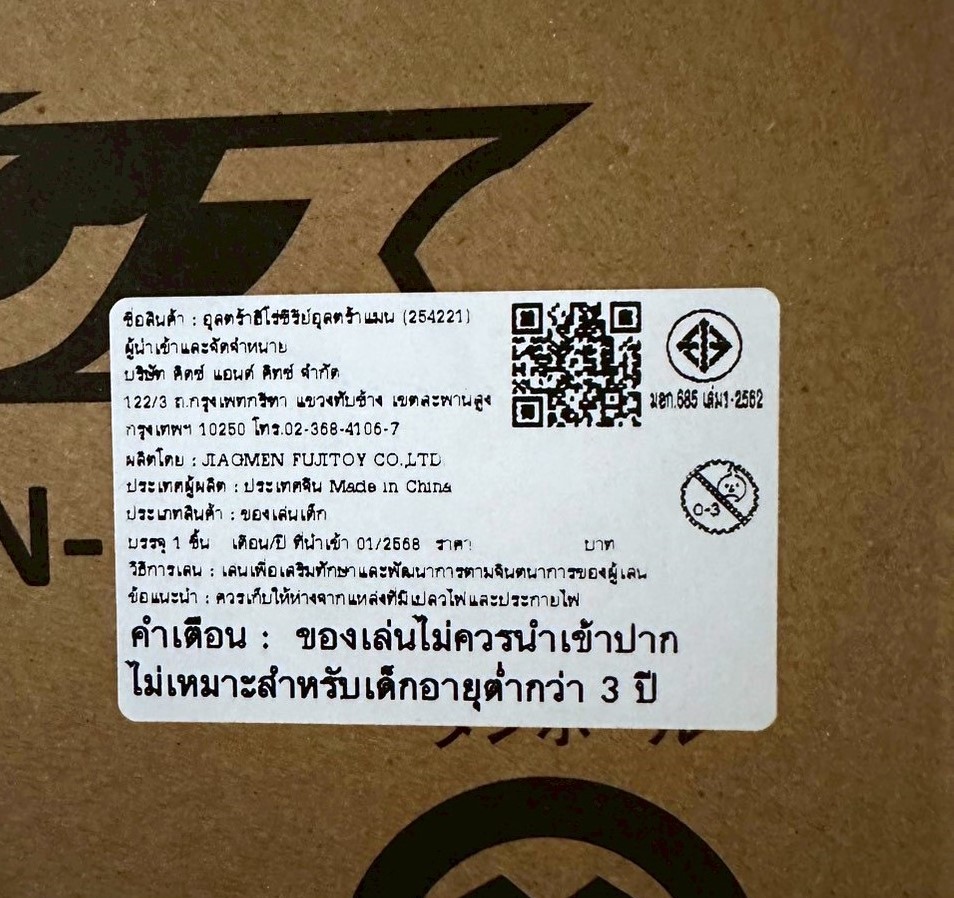 ชื่อสินค้า : อุลตร้าฮีโร่ซีรีย์อุลตร้าแมน (254221)
ผู้นำเข้าและจัดจำหน่าย
บริษัท คิดซ์ แอนด์ คิทซ์ จำกัด
122/3 ถ.กรุงเทพกรีฑา แขวงทับช้าง เขตสะพานสูง
กรุงเทพฯ 10250 โทร.02-368-4106-7
ผลิตโดย : JIAGMEN FUJITOY CO.,LTD
ประเทศผู้ผลิต : ประเทศจีน Made in China
ประเภทสินค้า : ของเล่นเด็ก
บรรจุ 1 ชิ้น เดือน/ปี ที่นำเข้า 01/2568 ราคา บาท
วิธีการเล่น : เล่นเพื่อเสริมทักษาและพัฒนาการตามจินตนาการของผู้เล่น
ข้อแนะนำ : ควรเก็บให้ห่างจากแหล่งที่มีเปลวไฟและประกายไฟ
คำเตือน : ของเล่นไม่ควรนำเข้าปาก
ไม่เหมาะสำหรับเด็กอายุต่ำกว่า 3 ปี
มอก.685 เล่ม1-2562
0-3
N-